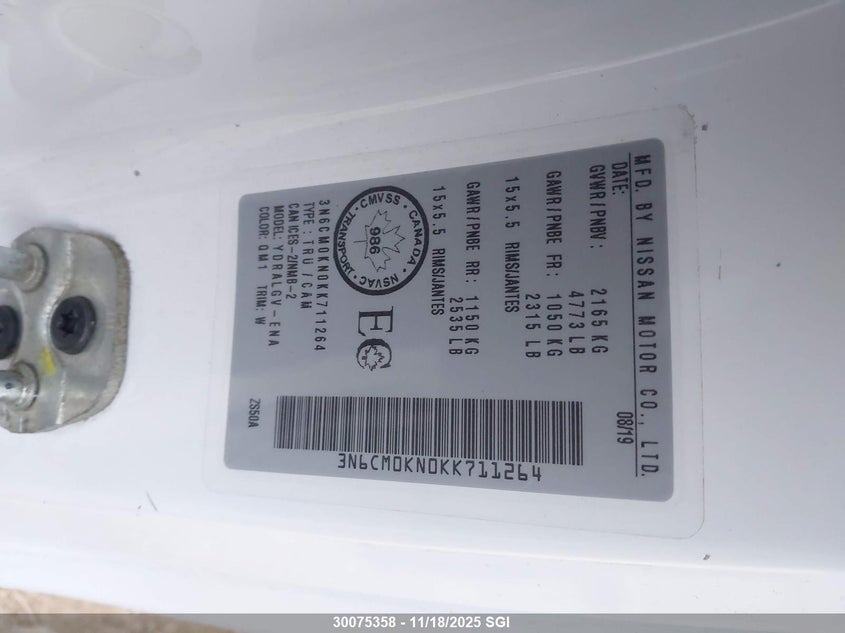 MFD. BY NISSAN MOTOR CO., LTD.
DATE: 08/19
GVWR/PNBV: 2165 KG
4773 LB
GAWR/PNBE FR: 1050 KG
2315 LB
15x5.5 RIMS/JANTES
GAWR/PNBE RR: 1150 KG
2535 LB
15x5.5 RIMS/JANTES
CMVSS · CANADA · NSVAC · TRANSPORT
986
EC
3N6CM0KN0KK711264
TYPE: TRU/CAM
CAN ICES-2/NMB-2
MODEL: YDRALGV-ENA
COLOR: QM1 TRIM: W
ZS50A
3N6CM0KN0KK711264
30075358 - 11/18/2025 SGI